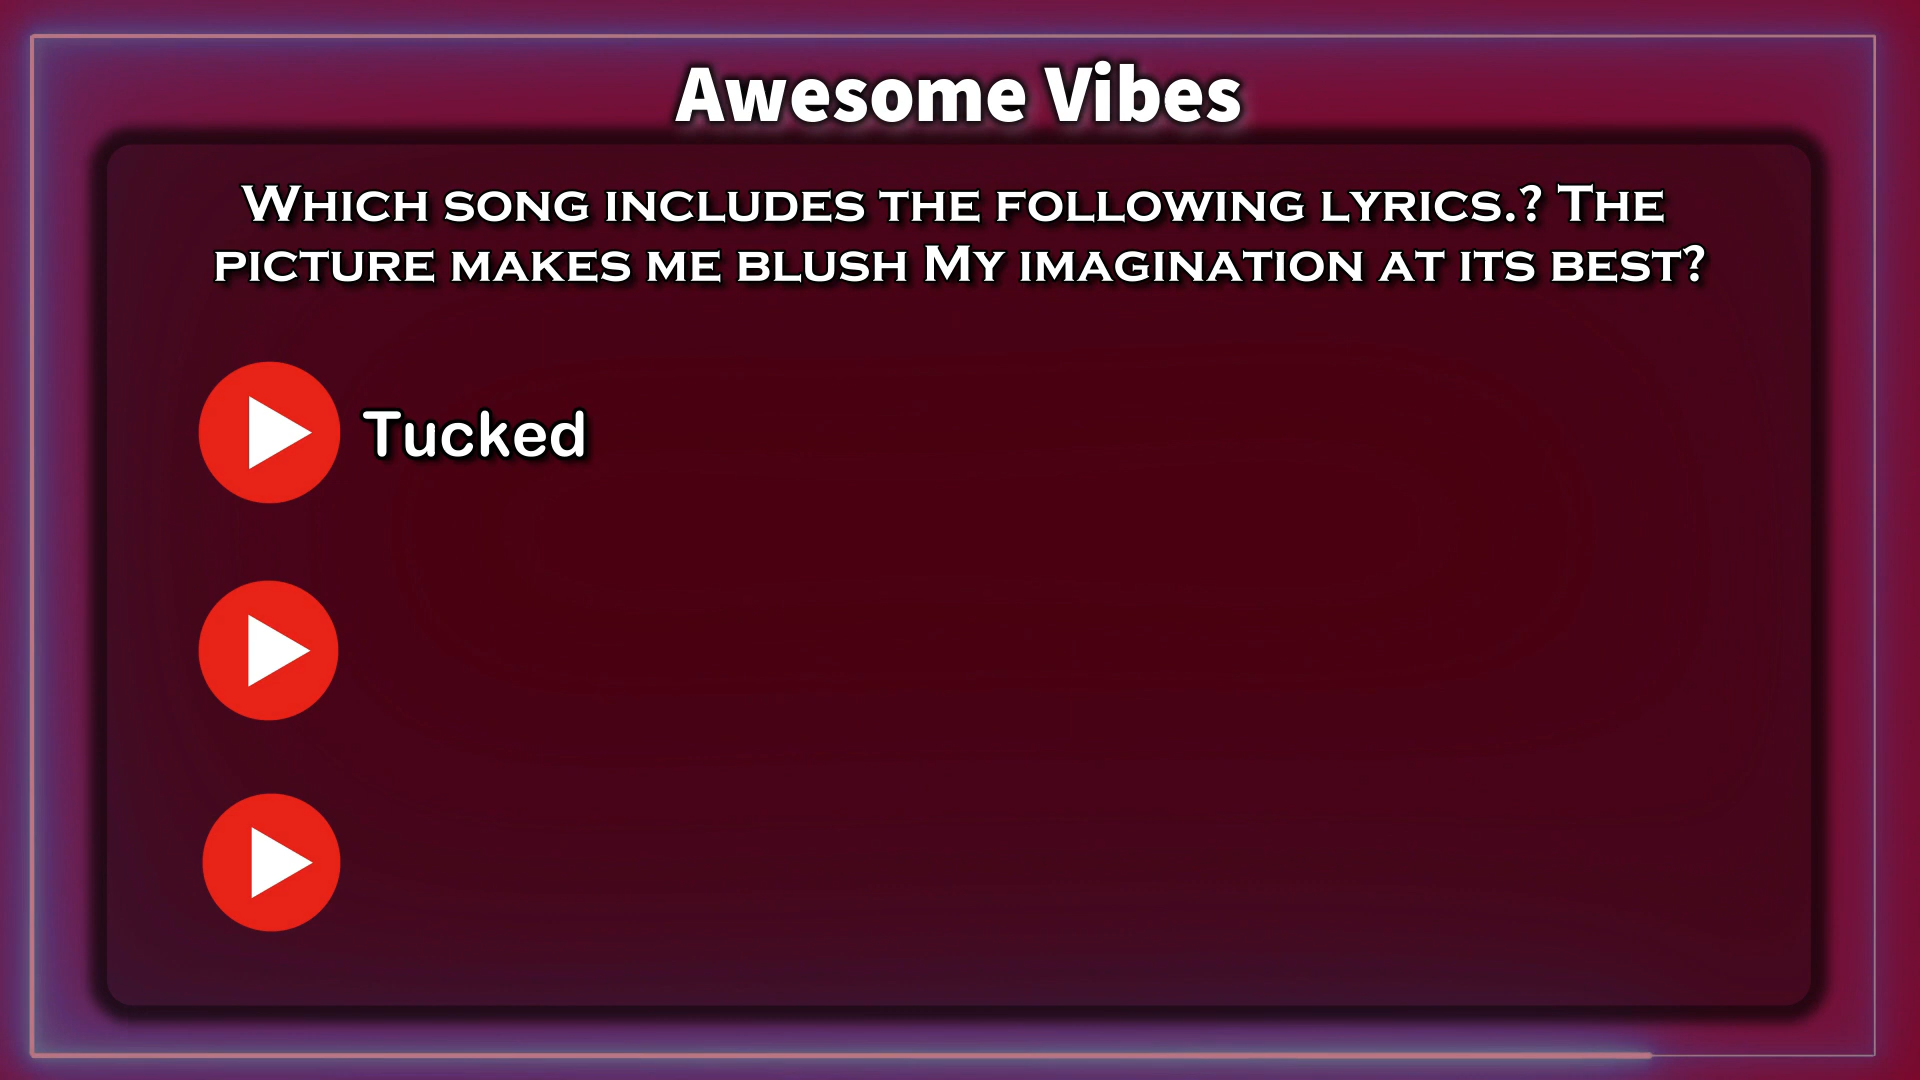 Awesome Vibes
Which song includes the following lyrics.? The
picture makes me blush My imagination at its best?
Tucked